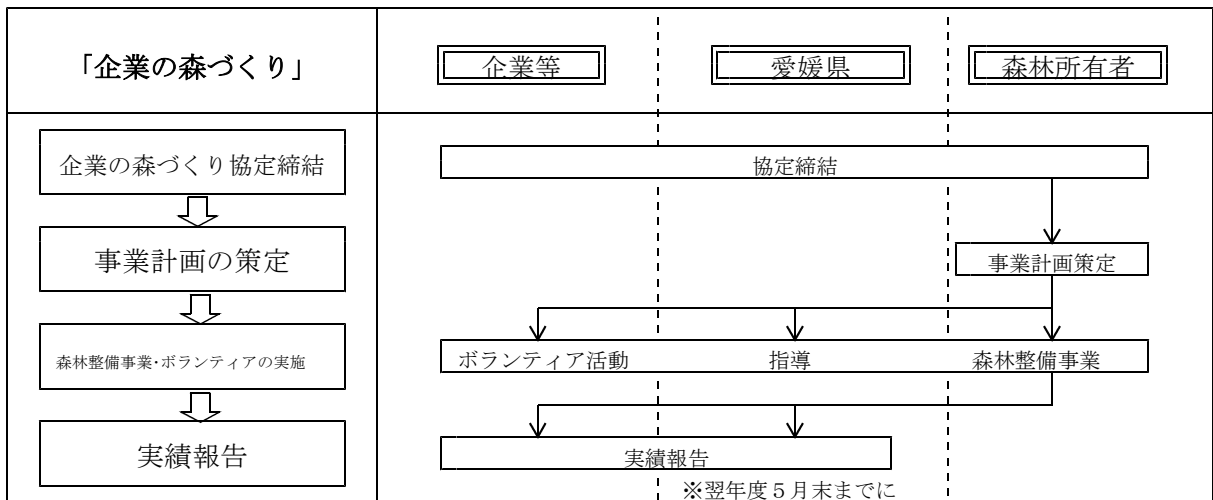 「企業の森づくり」
企業等
愛媛県
森林所有者
企業の森づくり協定締結
協定締結
事業計画の策定
事業計画策定
森林整備事業・ボランティアの実施
ボランティア活動
指導
森林整備事業
実績報告
実績報告
※翌年度５月末までに